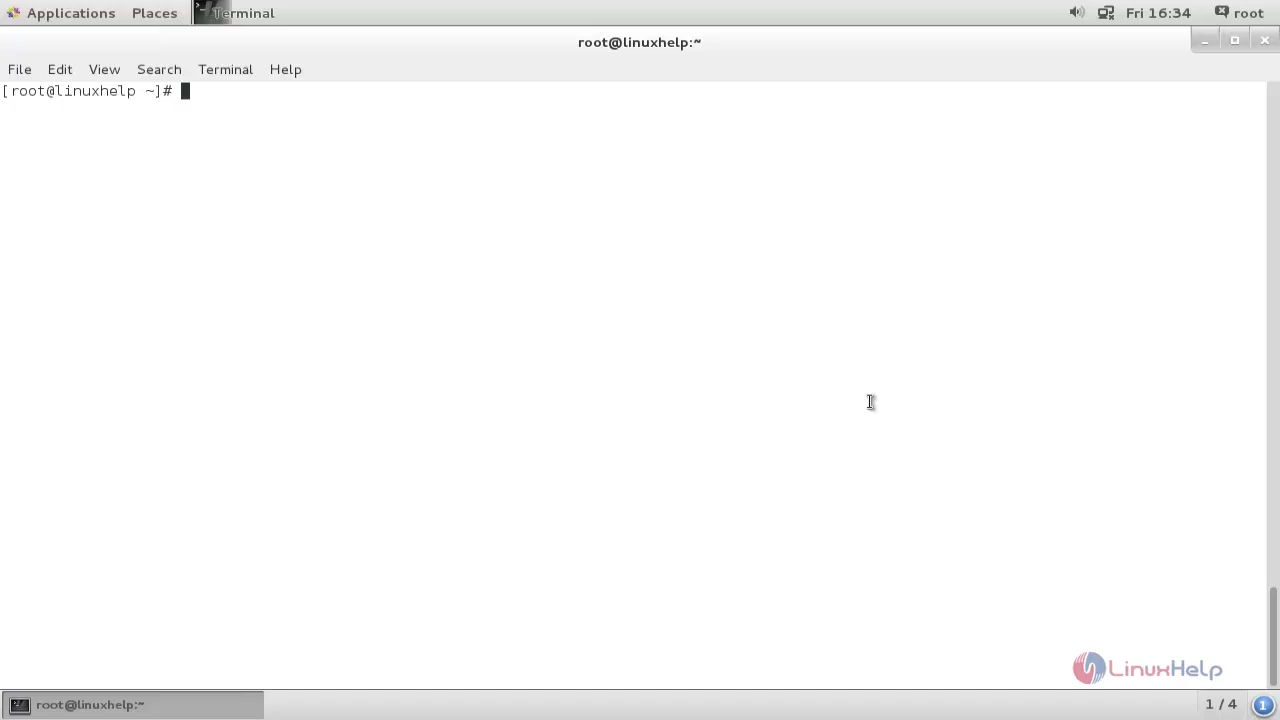 Applications Places Terminal Fri 16:34 root
root@linuxhelp:~
File Edit View Search Terminal Help
[root@linuxhelp ~]#
LinuxHelp
root@linuxhelp:~ 1 / 4 1